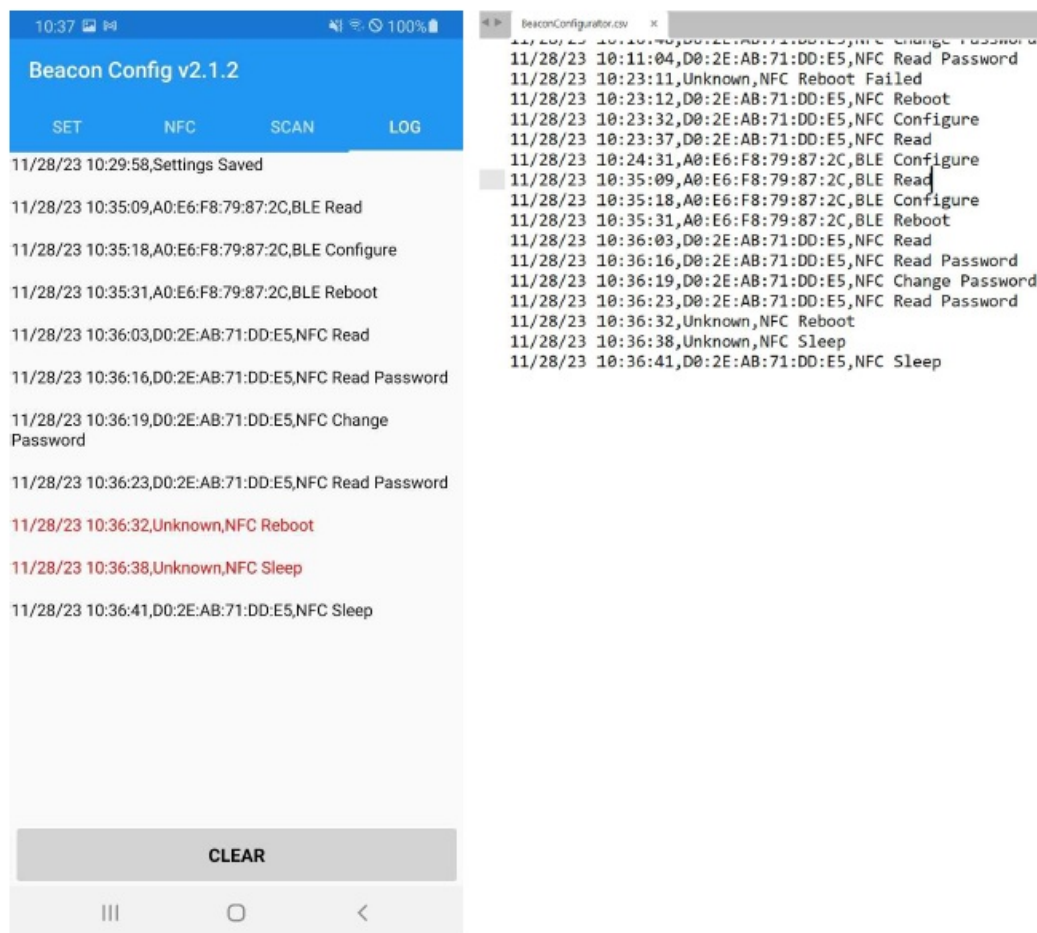 10:37
100%
Beacon Config v2.1.2
SET NFC SCAN LOG
11/28/23 10:29:58,Settings Saved
11/28/23 10:35:09,A0:E6:F8:79:87:2C,BLE Read
11/28/23 10:35:18,A0:E6:F8:79:87:2C,BLE Configure
11/28/23 10:35:31,A0:E6:F8:79:87:2C,BLE Reboot
11/28/23 10:36:03,D0:2E:AB:71:DD:E5,NFC Read
11/28/23 10:36:16,D0:2E:AB:71:DD:E5,NFC Read Password
11/28/23 10:36:19,D0:2E:AB:71:DD:E5,NFC Change
Password
11/28/23 10:36:23,D0:2E:AB:71:DD:E5,NFC Read Password
11/28/23 10:36:32,Unknown,NFC Reboot
11/28/23 10:36:38,Unknown,NFC Sleep
11/28/23 10:36:41,D0:2E:AB:71:DD:E5,NFC Sleep
CLEAR
BeaconConfigurator.csv ×
NFC Change Password
11/28/23 10:11:04,D0:2E:AB:71:DD:E5,NFC Read Password
11/28/23 10:23:11,Unknown,NFC Reboot Failed
11/28/23 10:23:12,D0:2E:AB:71:DD:E5,NFC Reboot
11/28/23 10:23:32,D0:2E:AB:71:DD:E5,NFC Configure
11/28/23 10:23:37,D0:2E:AB:71:DD:E5,NFC Read
11/28/23 10:24:31,A0:E6:F8:79:87:2C,BLE Configure
11/28/23 10:35:09,A0:E6:F8:79:87:2C,BLE Read
11/28/23 10:35:18,A0:E6:F8:79:87:2C,BLE Configure
11/28/23 10:35:31,A0:E6:F8:79:87:2C,BLE Reboot
11/28/23 10:36:03,D0:2E:AB:71:DD:E5,NFC Read
11/28/23 10:36:16,D0:2E:AB:71:DD:E5,NFC Read Password
11/28/23 10:36:19,D0:2E:AB:71:DD:E5,NFC Change Password
11/28/23 10:36:23,D0:2E:AB:71:DD:E5,NFC Read Password
11/28/23 10:36:32,Unknown,NFC Reboot
11/28/23 10:36:38,Unknown,NFC Sleep
11/28/23 10:36:41,D0:2E:AB:71:DD:E5,NFC Sleep